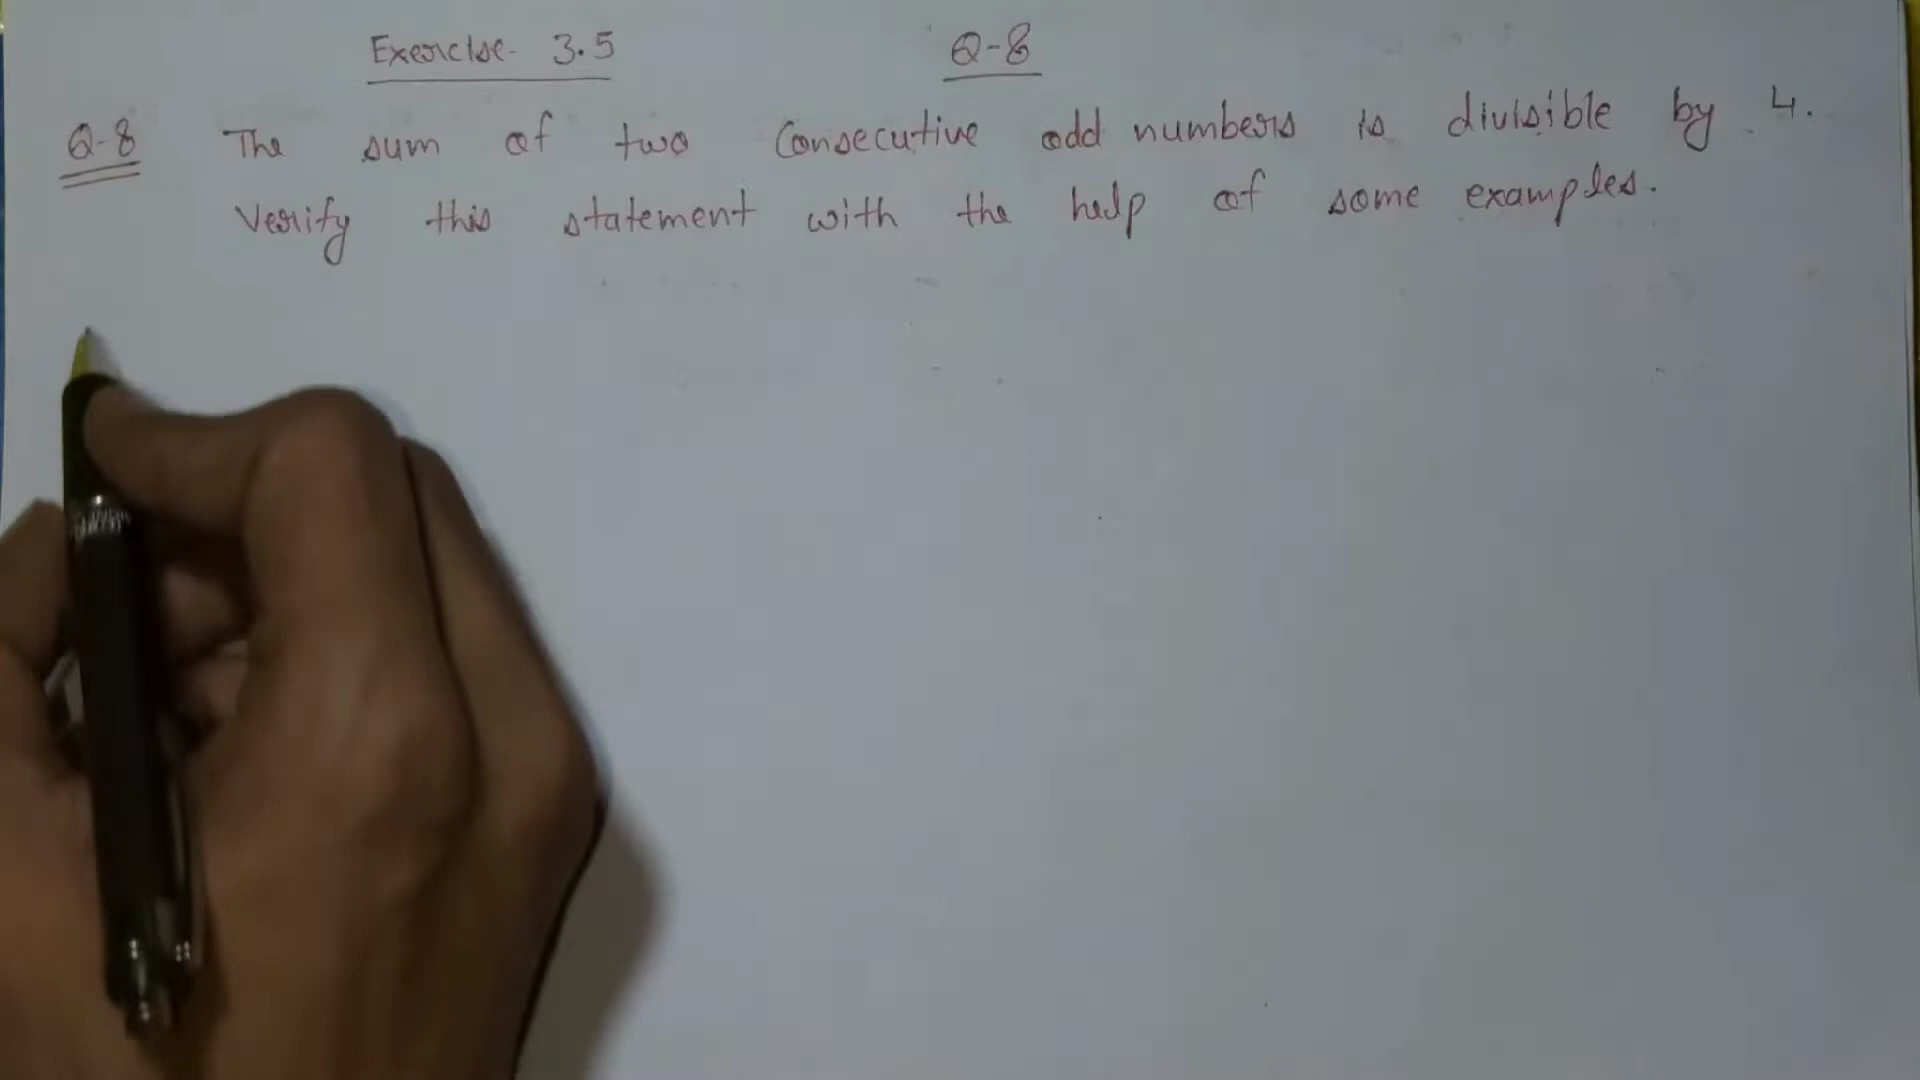 Exercise- 3.5 Q-8
Q-8 The sum of two Consecutive odd numbers is divisible by 4.
Verify this statement with the help of some examples.